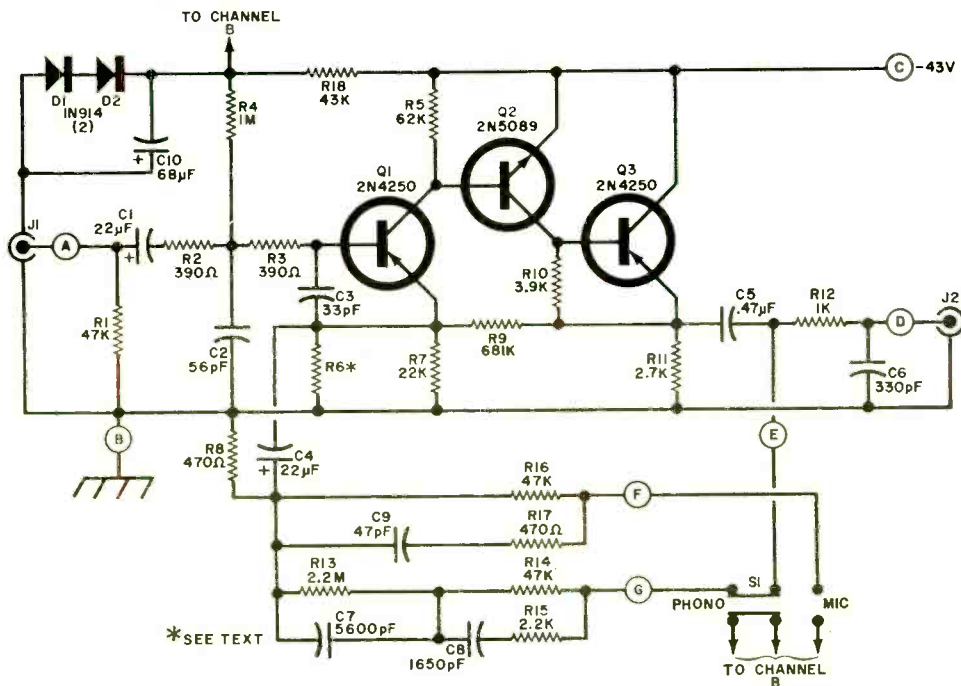 TO CHANNEL
B
D1
D2
1N914
(2)
C10
68µF
+
R4
1M
R18
43K
R5
62K
Q2
2N5089
C
-43V
Q1
2N4250
Q3
2N4250
J1
A
C1
22µF
+
R2
390Ω
R3
390Ω
C3
33pF
R10
3.9K
C5
.47µF
R12
1K
D
J2
R1
47K
C2
56pF
R6*
R7
22K
R9
681K
R11
2.7K
C6
330pF
B
R8
470Ω
C4
22µF
+
E
R16
47K
F
C9
47pF
R17
470Ω
R13
2.2M
R14
47K
G
S1
PHONO
MIC
C7
5600pF
C8
1650pF
R15
2.2K
*SEE TEXT
TO CHANNEL
B